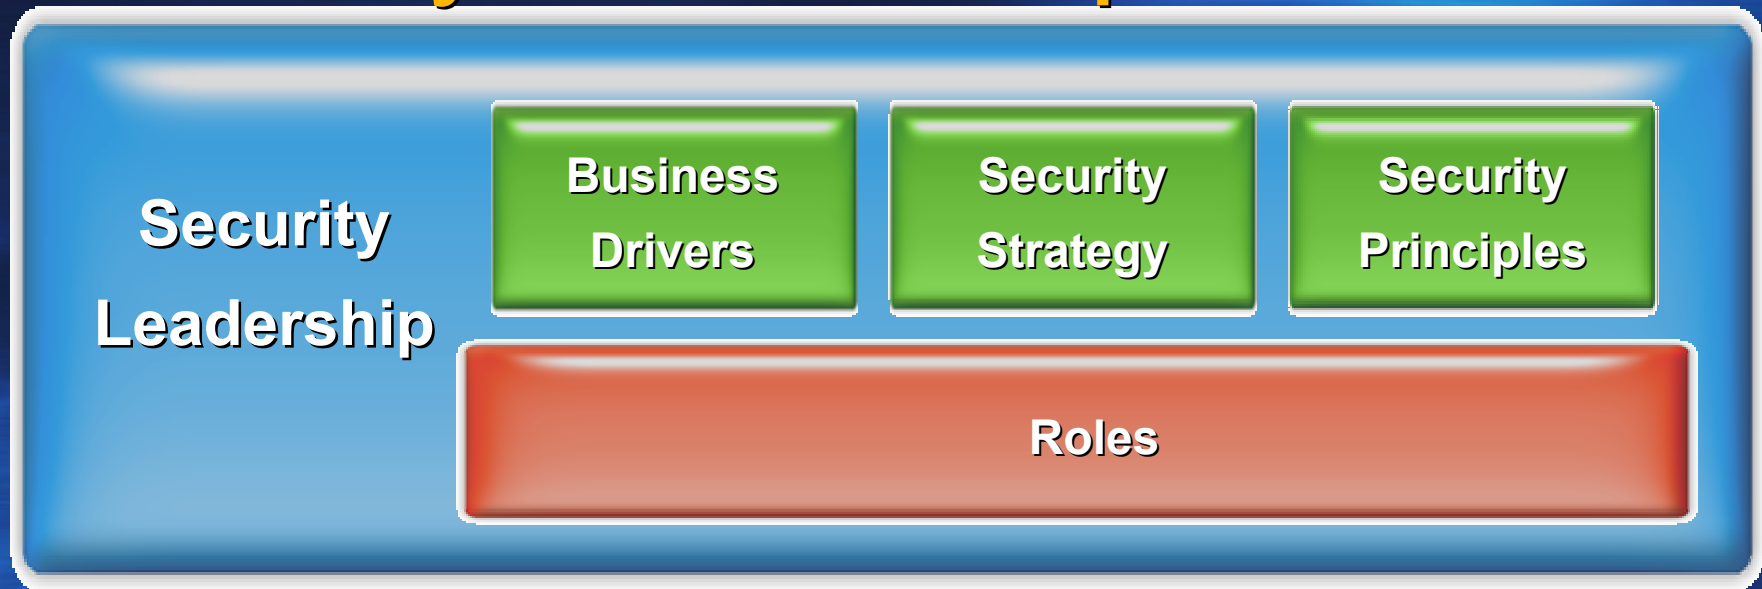 Security
Leadership
Business
Drivers
Security
Strategy
Security
Principles
Roles